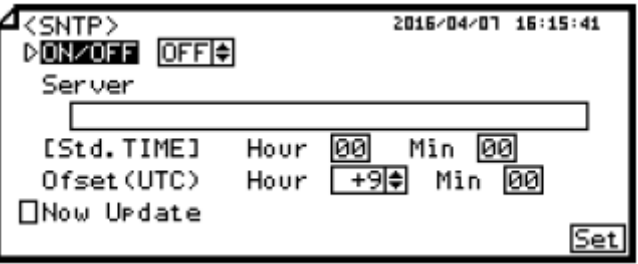 <SNTP> 2016/04/07 16:15:41
ON/OFF OFF
Server
[Std.TIME] Hour 00 Min 00
Ofset(UTC) Hour +9 Min 00
Now Update
Set